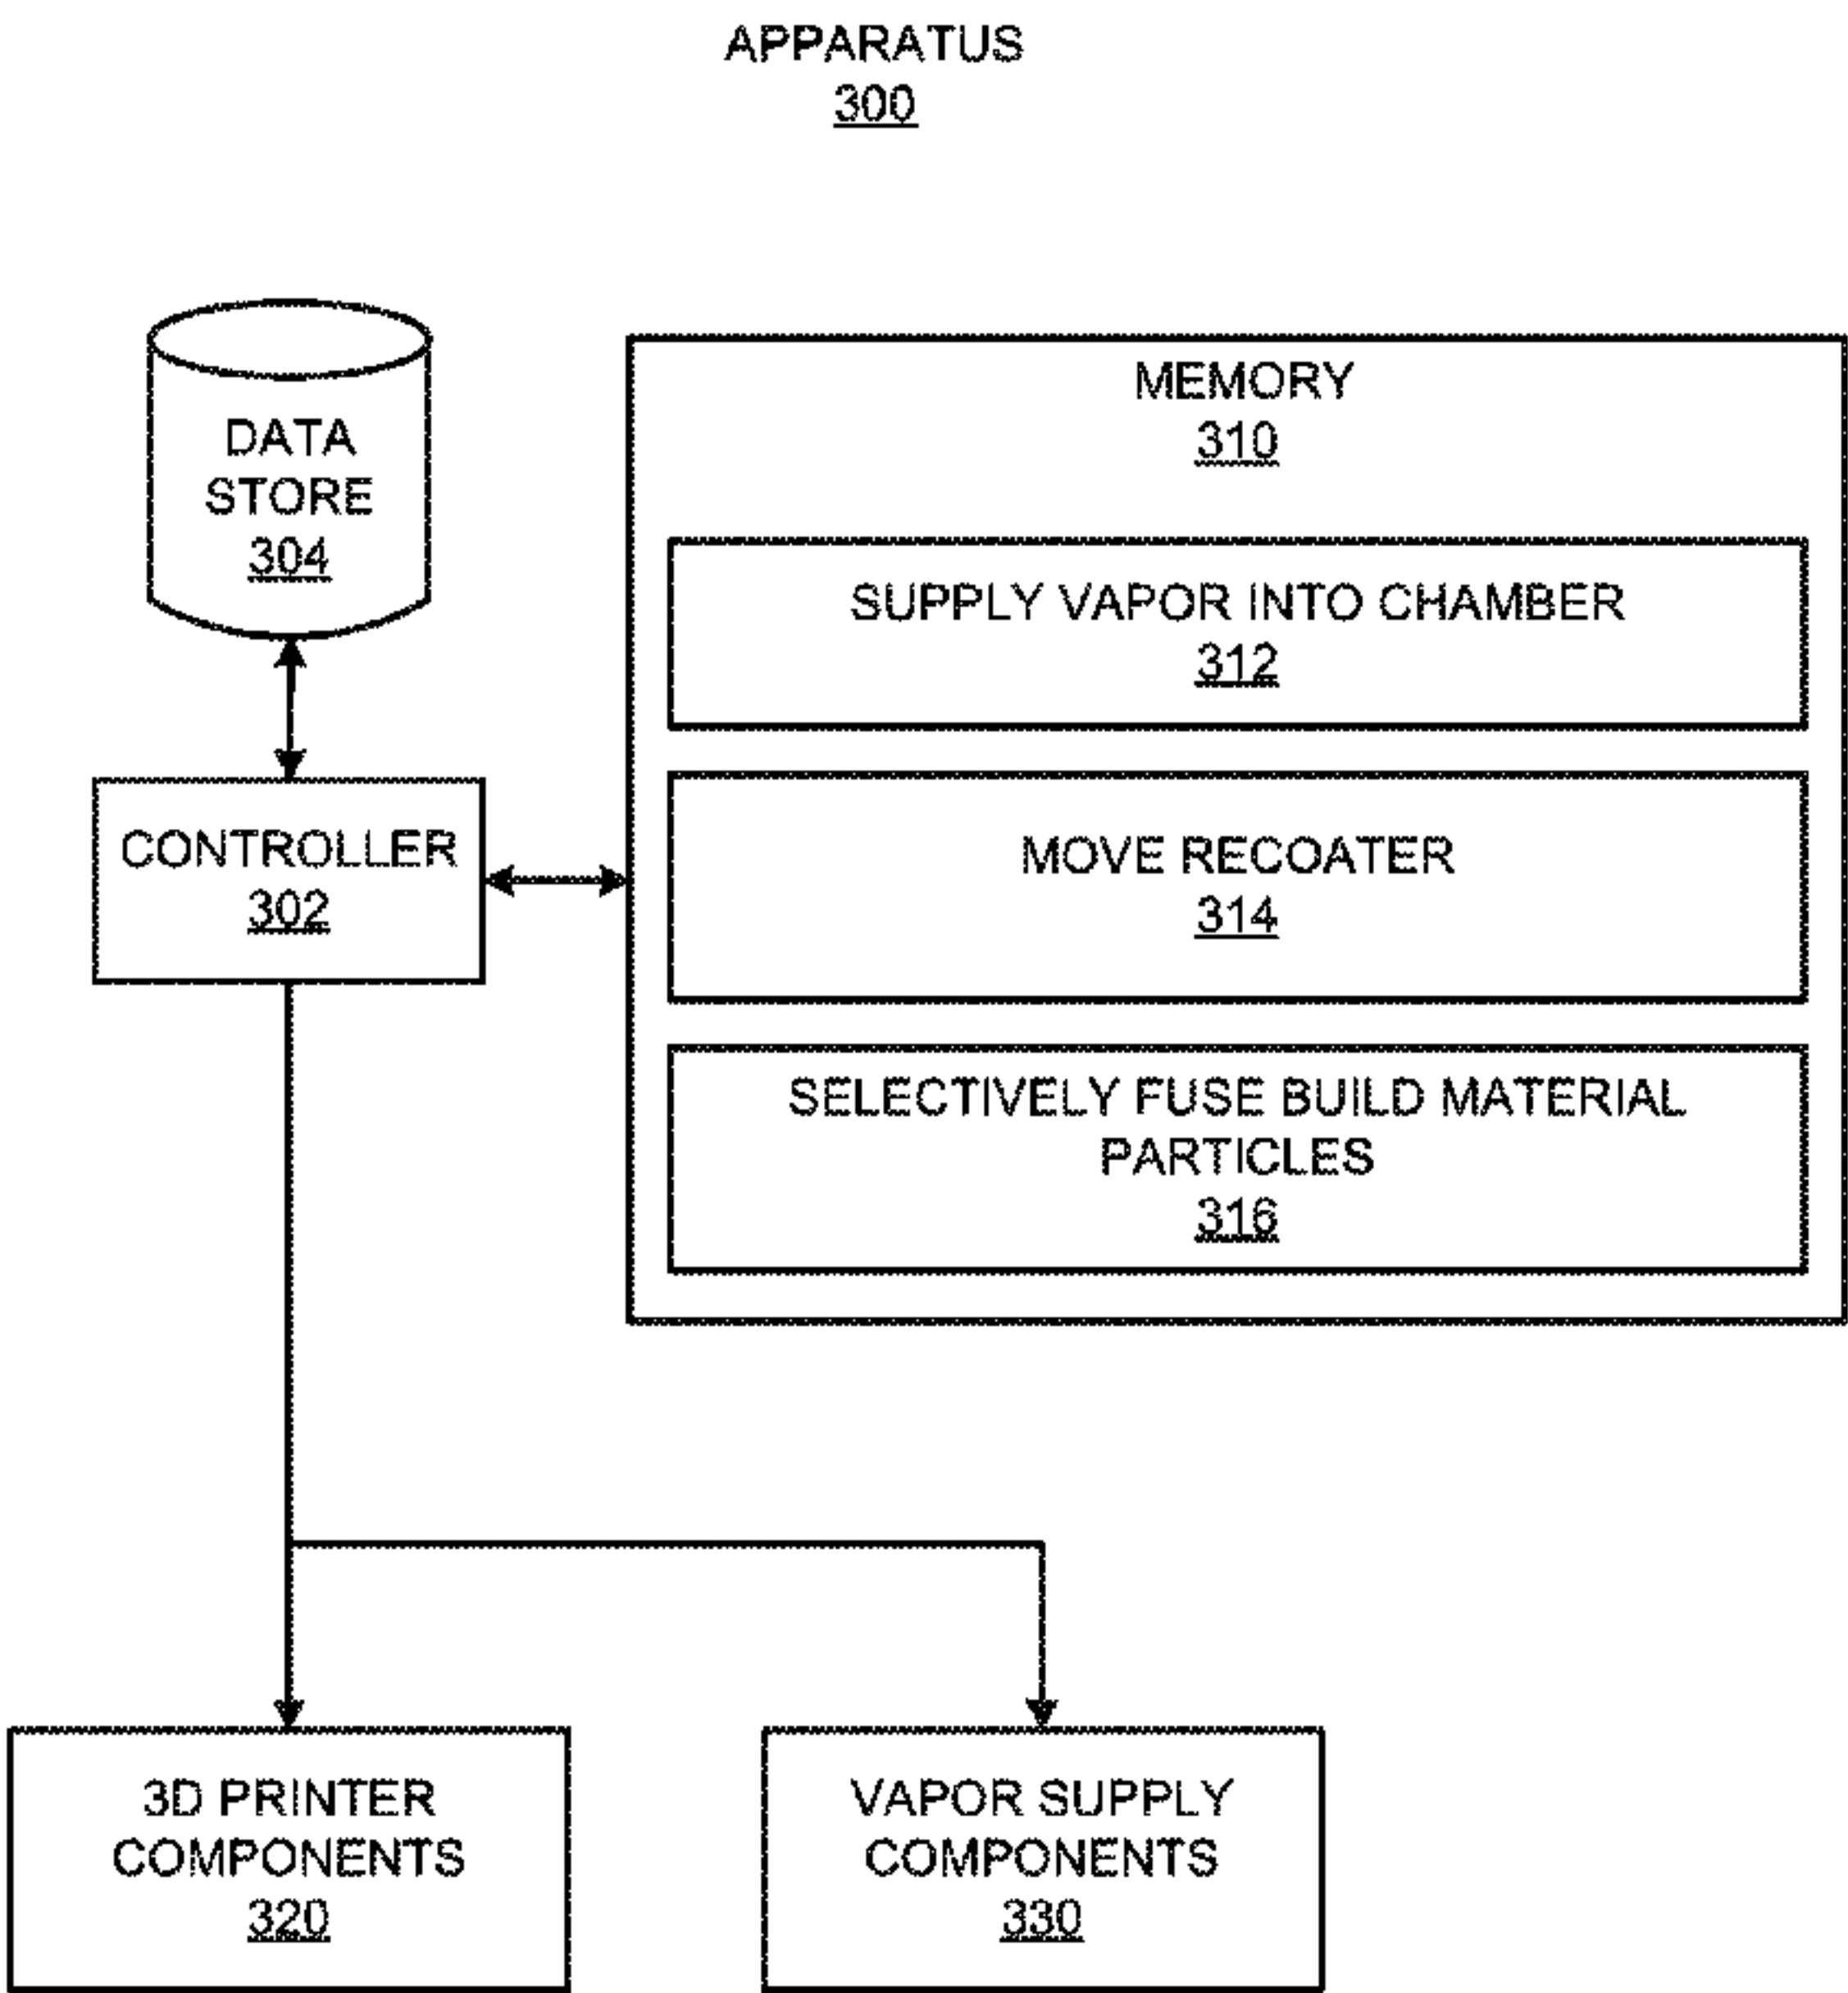 APPARATUS
300
DATA
STORE
304
MEMORY
310
SUPPLY VAPOR INTO CHAMBER
312
CONTROLLER
302
MOVE RECOATER
314
SELECTIVELY FUSE BUILD MATERIAL
PARTICLES
316
3D PRINTER
COMPONENTS
320
VAPOR SUPPLY
COMPONENTS
330